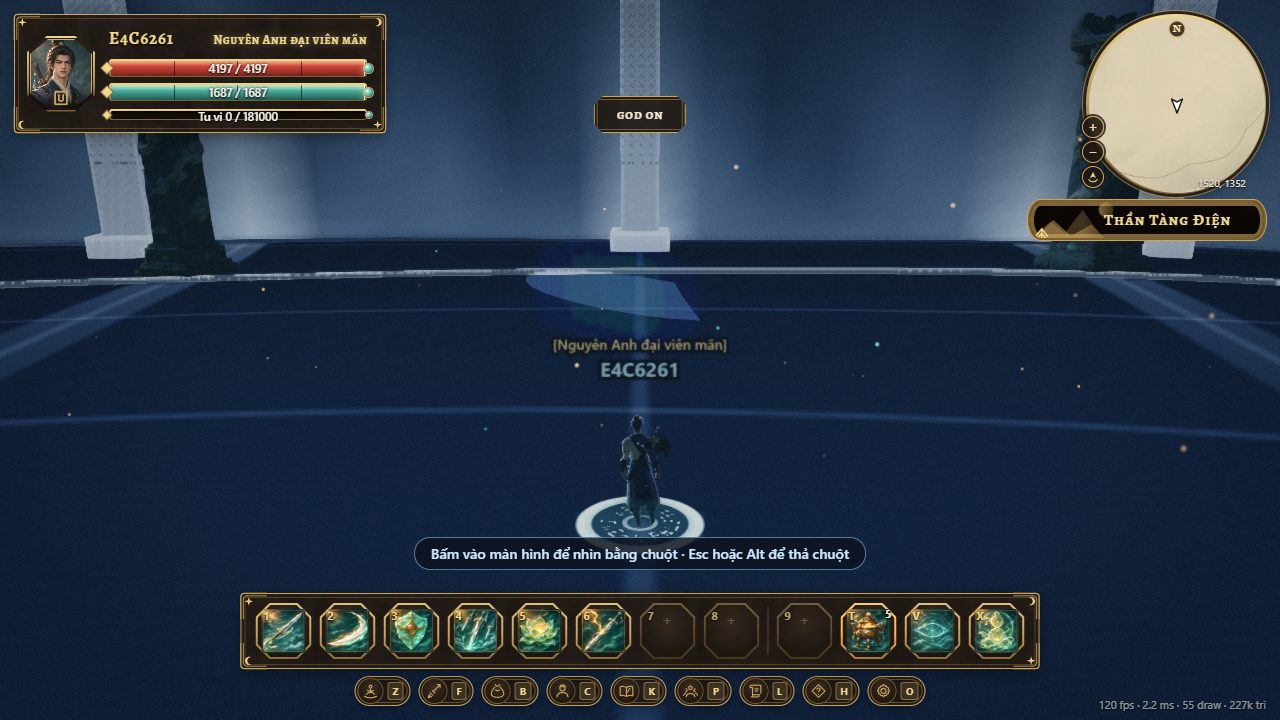 E4C6261
Nguyên Anh đại viên mãn
4197 / 4197
1687 / 1687
U
Tu vi 0 / 181000
GOD ON
N
+
−
1520, 1352
Thần Tàng Điện
[Nguyên Anh đại viên mãn]
E4C6261
Bấm vào màn hình để nhìn bằng chuột · Esc hoặc Alt để thả chuột
1 2 3 4 5 6 7 8 9 T 5 V X
Z F B C K P L H O
120 fps · 2.2 ms · 55 draw · 227k tri